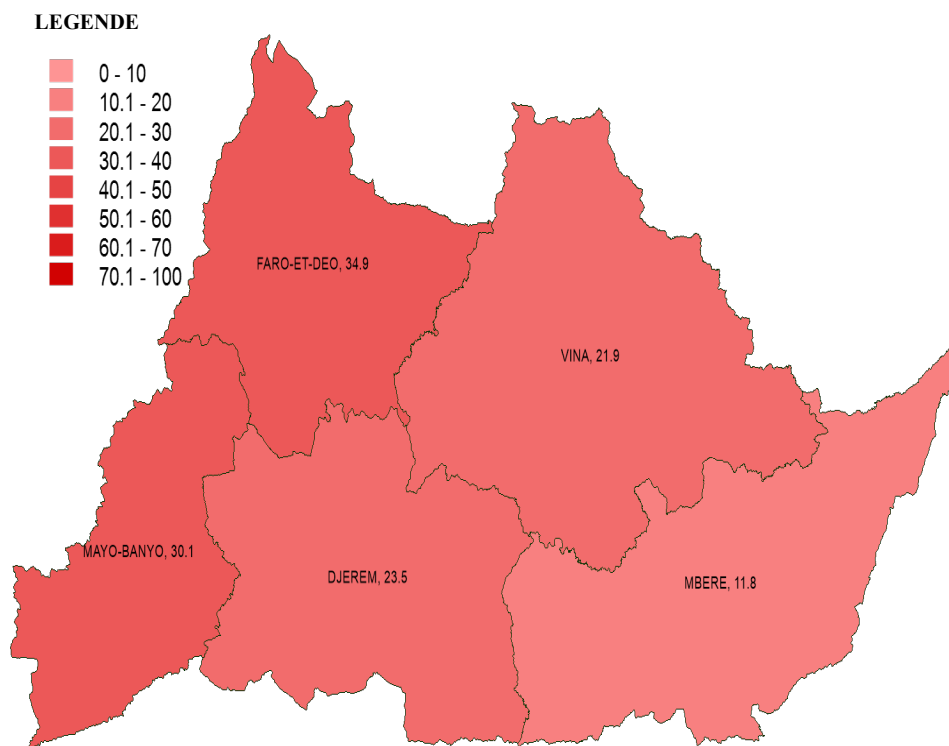 LEGENDE
0 - 10
10.1 - 20
20.1 - 30
30.1 - 40
40.1 - 50
50.1 - 60
60.1 - 70
70.1 - 100
FARO-ET-DEO, 34.9
VINA, 21.9
MAYO-BANYO, 30.1
DJEREM, 23.5
MBERE, 11.8